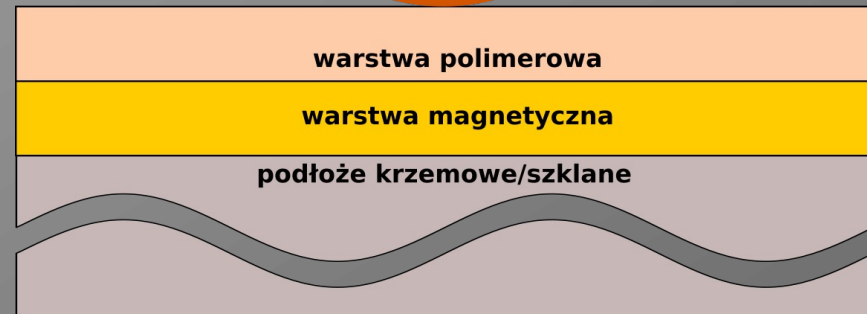 warstwa polimerowa
warstwa magnetyczna
podłoże krzemowe/szklane